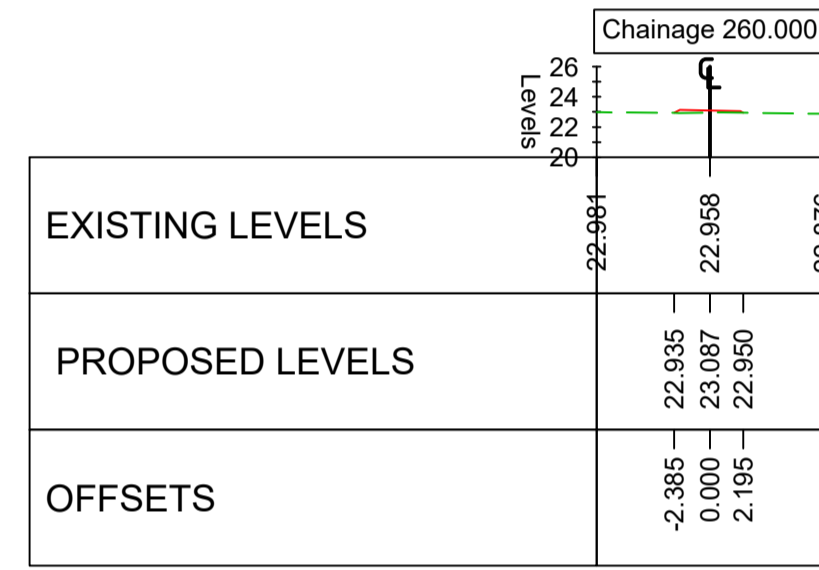 Chainage 260.000
℄
26
24
22
20
Levels
EXISTING LEVELS 22.981 22.958
PROPOSED LEVELS 22.935 23.087 22.950
OFFSETS -2.385 0.000 2.195